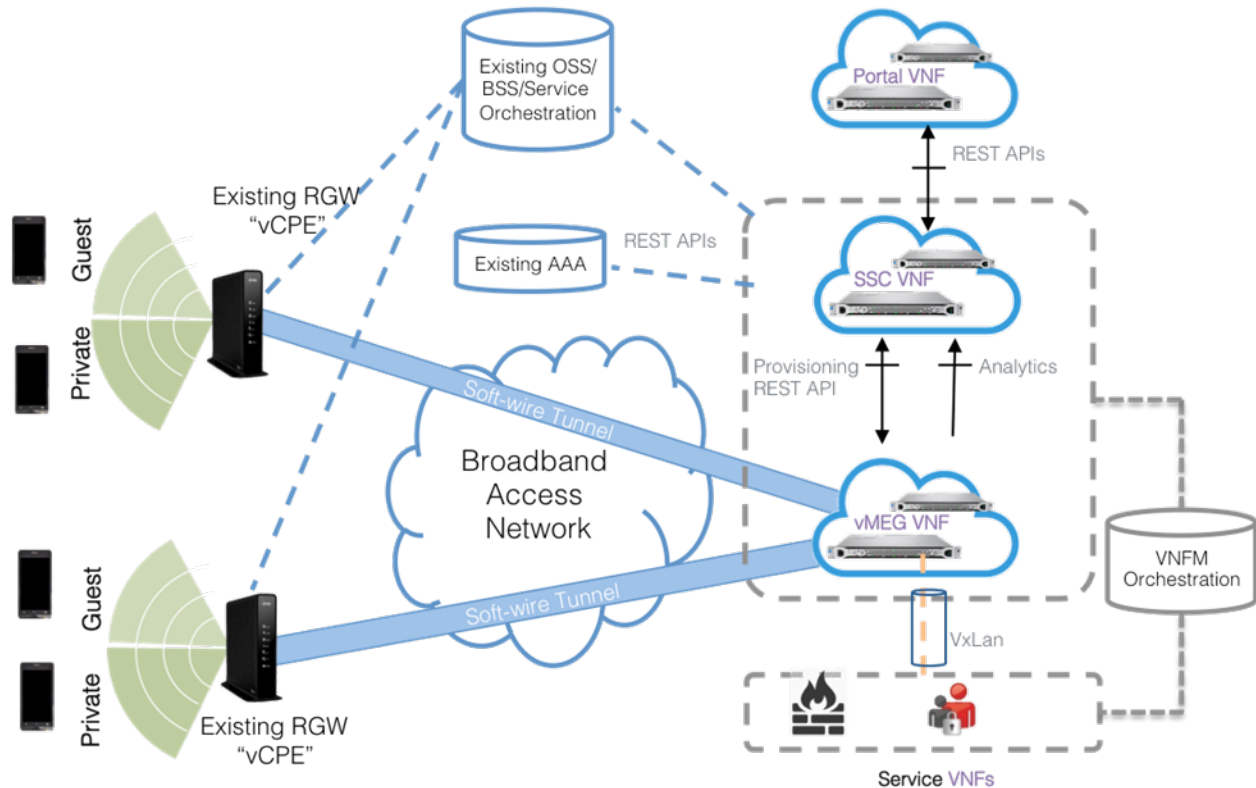 Existing OSS/
BSS/Service
Orchestration
Portal VNF
REST APIs
Existing RGW
“vCPE”
Guest
Private
Existing AAA
REST APIs
SSC VNF
Provisioning
REST API
Analytics
Soft-wire Tunnel
Broadband
Access
Network
vMEG VNF
VNFM
Orchestration
Guest
Private
Soft-wire Tunnel
VxLan
Existing RGW
“vCPE”
Service VNFs